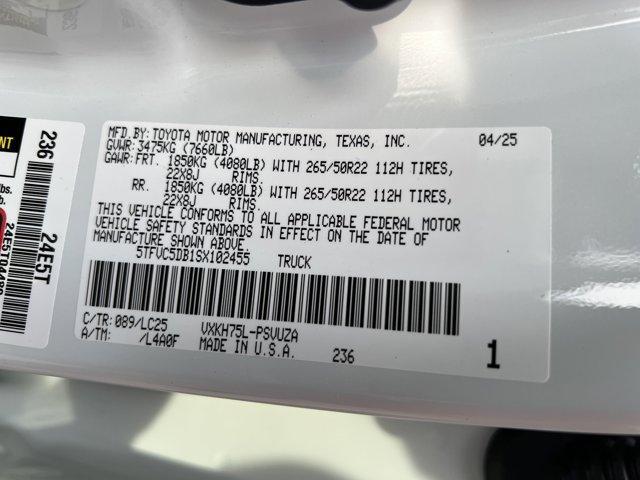 MFD. BY: TOYOTA MOTOR MANUFACTURING, TEXAS, INC. 04/25
GVWR: 3475KG (7660LB)
GAWR: FRT. 1850KG (4080LB) WITH 265/50R22 112H TIRES,
22X8J RIMS.
RR. 1850KG (4080LB) WITH 265/50R22 112H TIRES,
22X8J RIMS.
THIS VEHICLE CONFORMS TO ALL APPLICABLE FEDERAL MOTOR
VEHICLE SAFETY STANDARDS IN EFFECT ON THE DATE OF
MANUFACTURE SHOWN ABOVE.
5TFVC5DB1SX102455 TRUCK
C/TR: 089/LC25 VXKH75L-PSVUZA
A/TM: /L4A0F MADE IN U.S.A. 236 1
236 24E5T